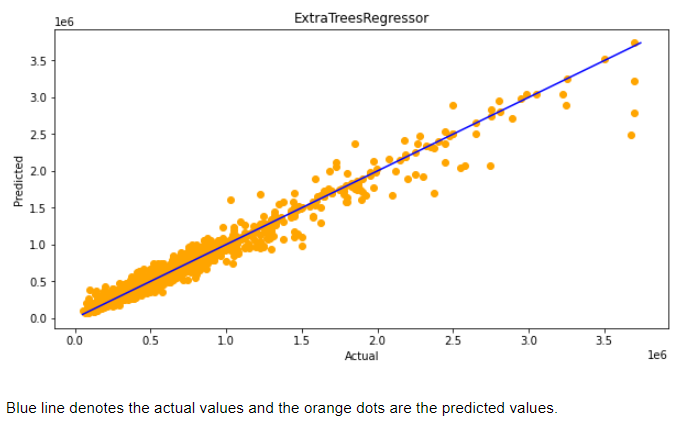 ExtraTreesRegressor
1e6
3.5
3.0
2.5
2.0
1.5
1.0
0.5
0.0
Predicted
0.0 0.5 1.0 1.5 2.0 2.5 3.0 3.5
Actual
1e6
Blue line denotes the actual values and the orange dots are the predicted values.